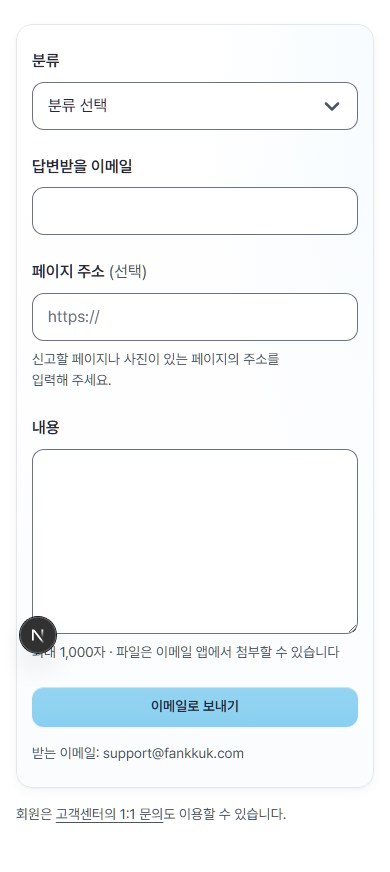 분류
분류 선택
답변받을 이메일
페이지 주소 (선택)
https://
신고할 페이지나 사진이 있는 페이지의 주소를
입력해 주세요.
내용
N
1,000자 · 파일은 이메일 앱에서 첨부할 수 있습니다
이메일로 보내기
받는 이메일: support@fankkuk.com
회원은 고객센터의 1:1 문의도 이용할 수 있습니다.